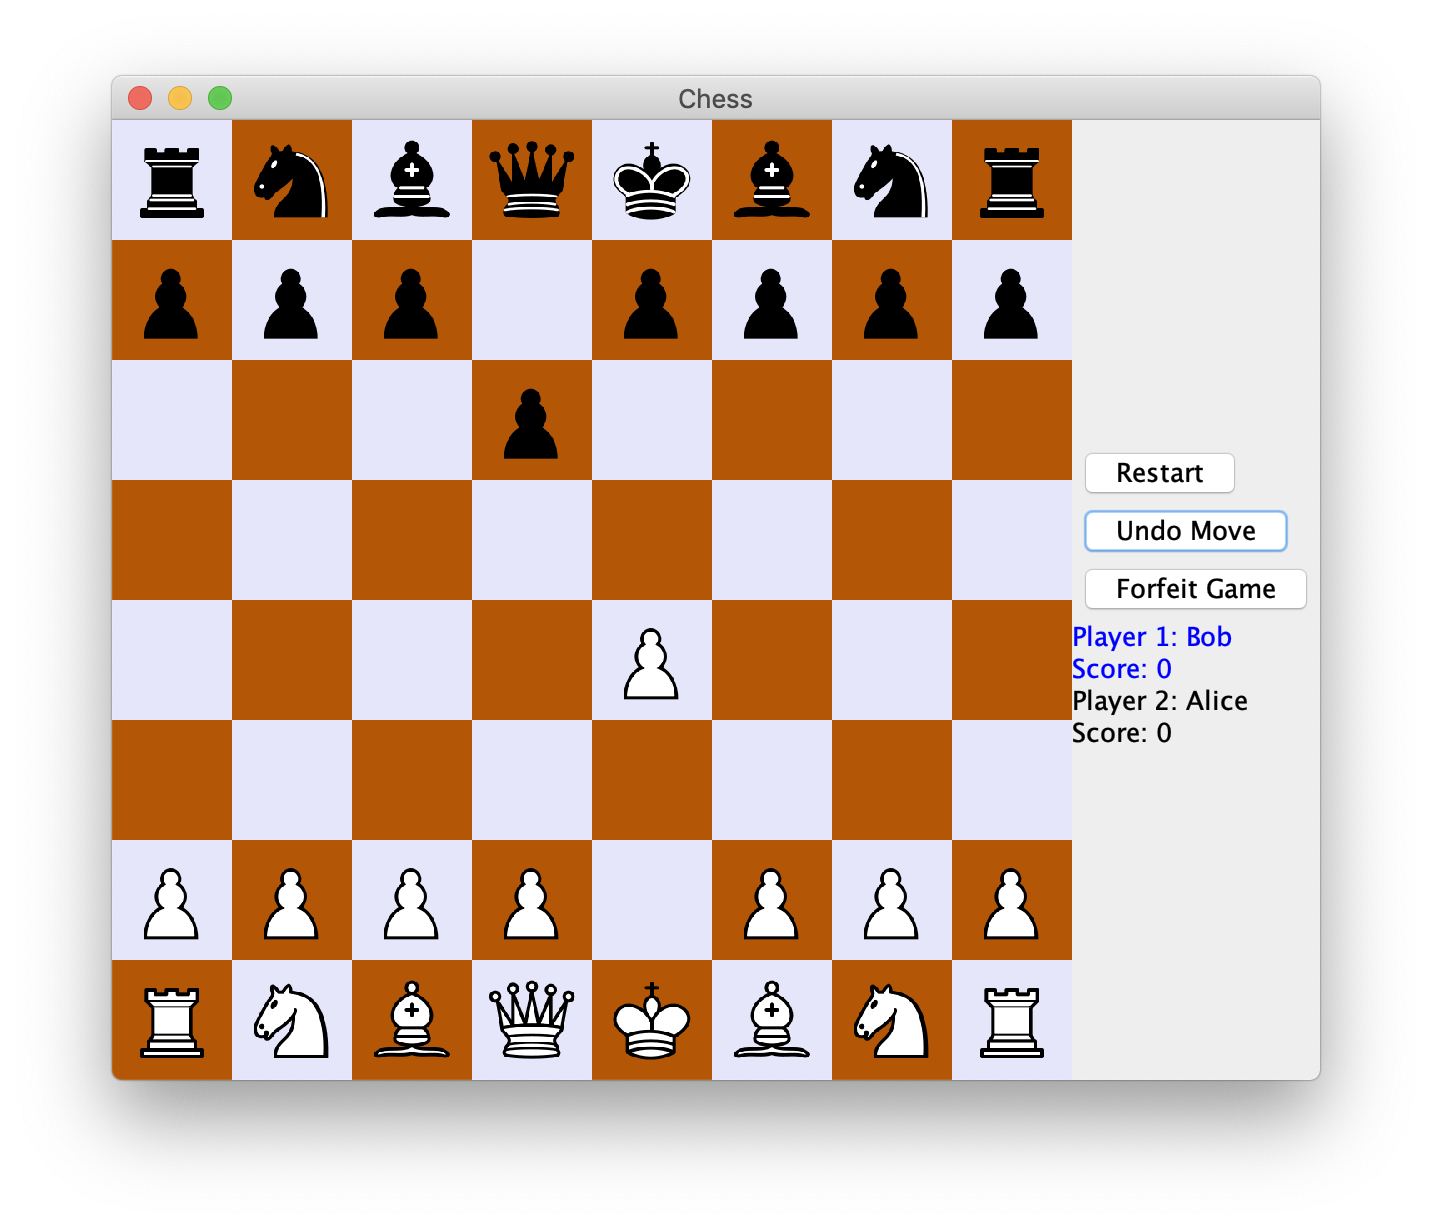 Chess
Restart
Undo Move
Forfeit Game
Player 1: Bob
Score: 0
Player 2: Alice
Score: 0